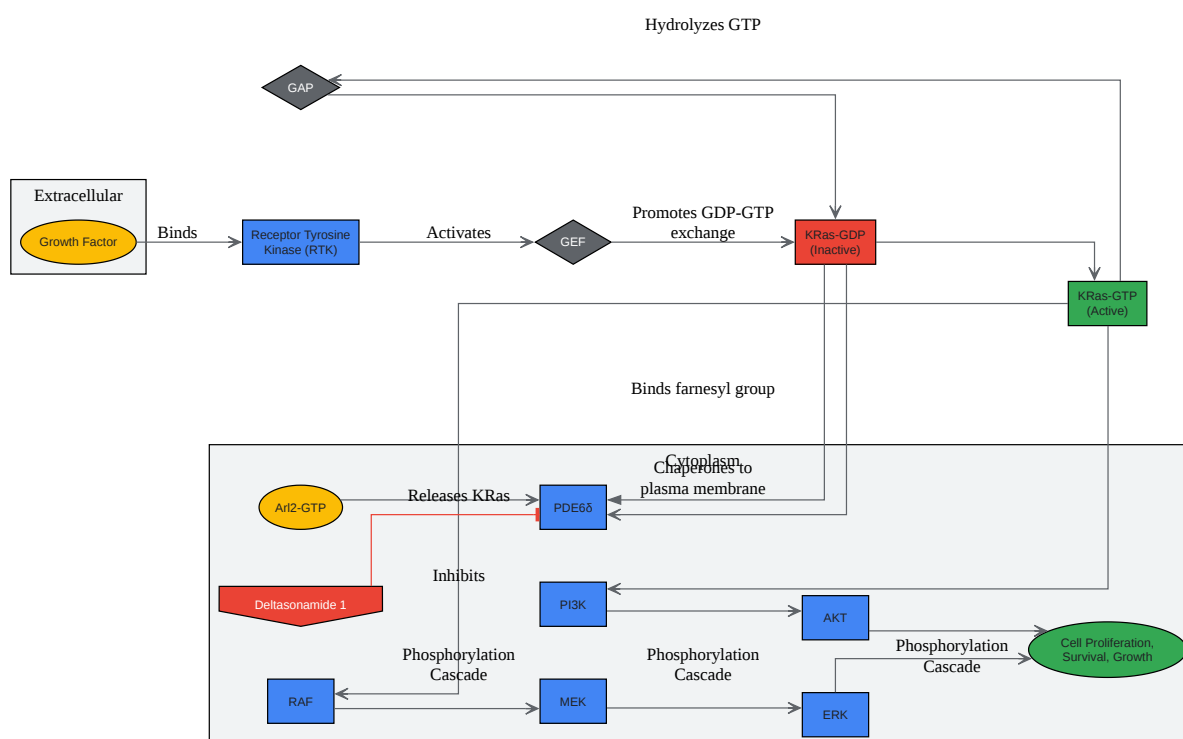 Hydrolyzes GTP
GAP
Extracellular
Growth Factor
Binds
Receptor Tyrosine
Kinase (RTK)
Activates
GEF
Promotes GDP-GTP
exchange
KRas-GDP
(Inactive)
KRas-GTP
(Active)
Binds farnesyl group
Cytoplasm
Chaperones to
plasma membrane
Arl2-GTP
Releases KRas
PDE6δ
Inhibits
Deltasonamide 1
PI3K
AKT
Cell Proliferation,
Survival, Growth
Phosphorylation
Cascade
Phosphorylation
Cascade
Phosphorylation
Cascade
RAF
MEK
ERK